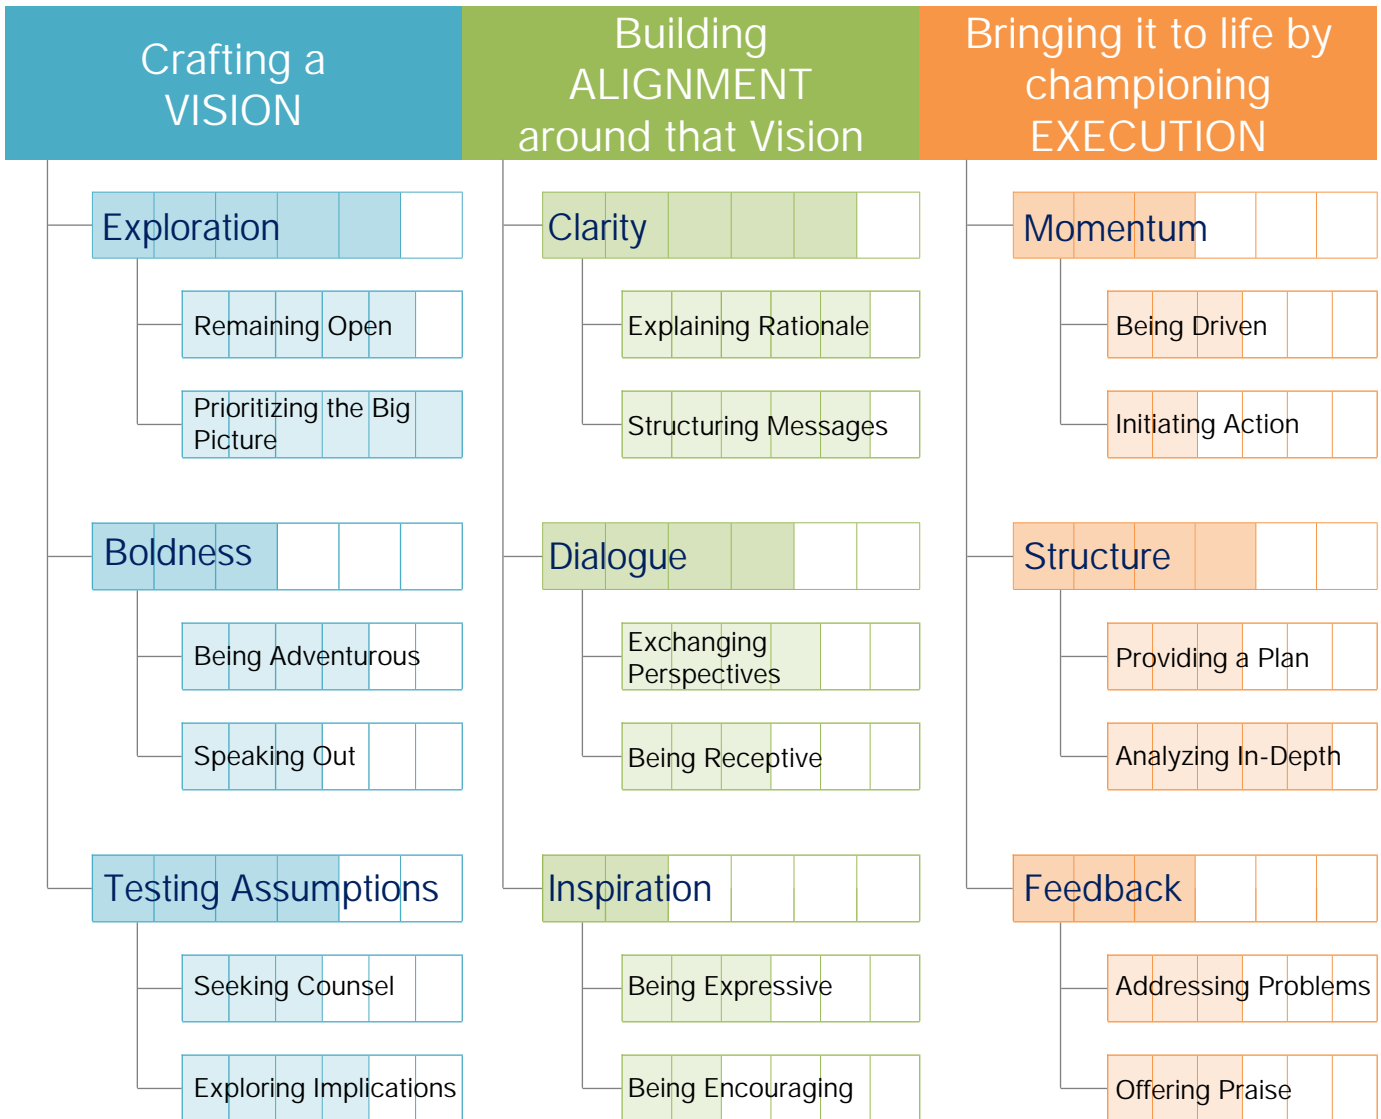 Crafting a
VISION
Building
ALIGNMENT
around that Vision
Bringing it to life by
championing
EXECUTION
Exploration
Remaining Open
Prioritizing the Big
Picture
Boldness
Being Adventurous
Speaking Out
Testing Assumptions
Seeking Counsel
Exploring Implications
Clarity
Explaining Rationale
Structuring Messages
Dialogue
Exchanging
Perspectives
Being Receptive
Inspiration
Being Expressive
Being Encouraging
Momentum
Being Driven
Initiating Action
Structure
Providing a Plan
Analyzing In-Depth
Feedback
Addressing Problems
Offering Praise